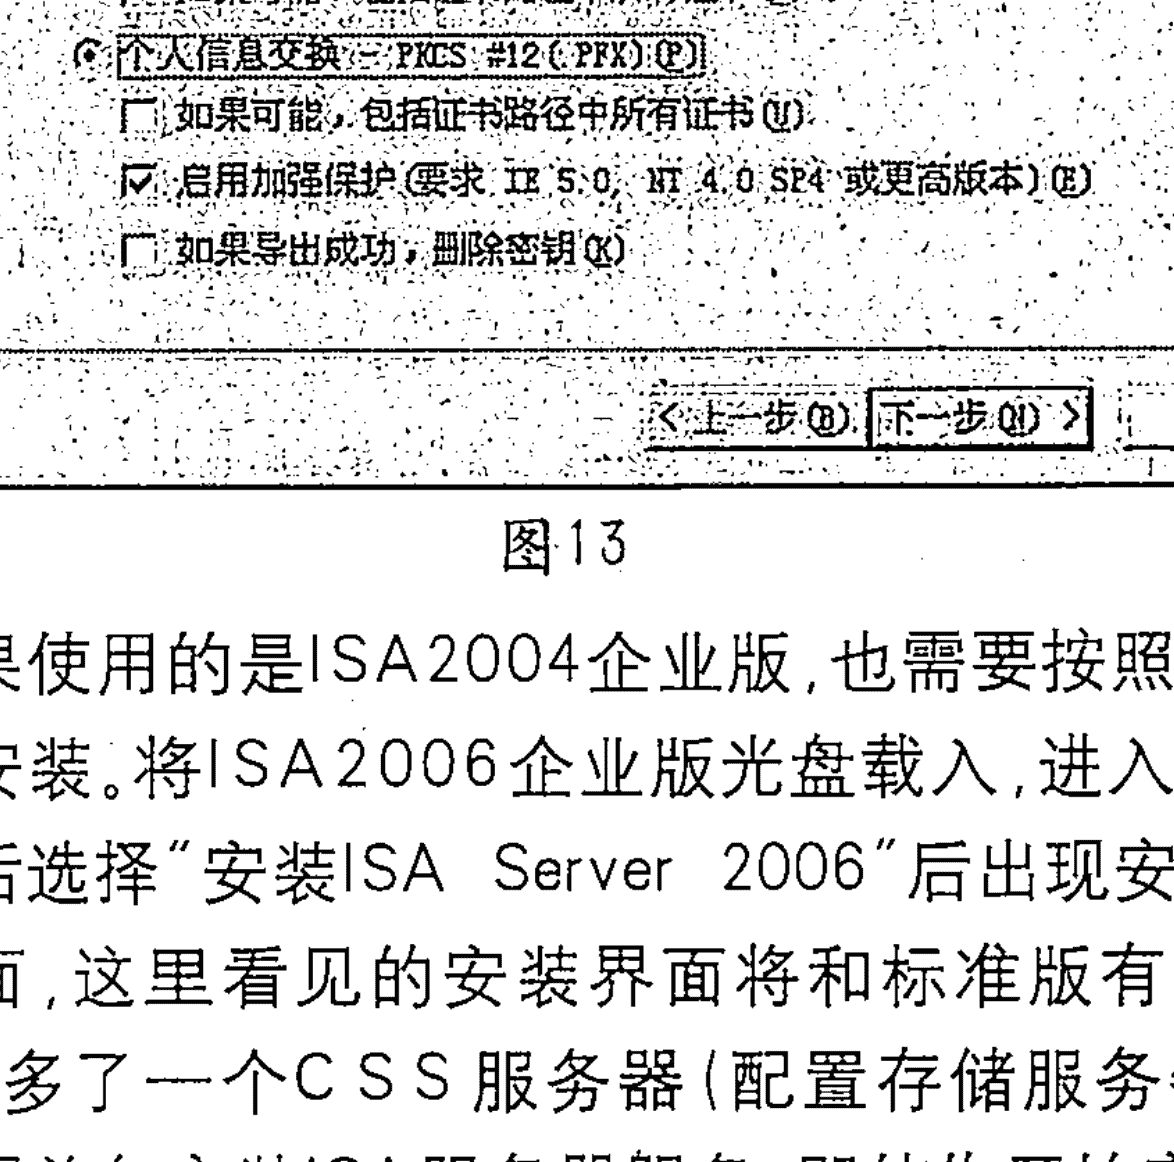 个人信息交换 - PKCS #12(.PFX)(P)
如果可能，包括证书路径中所有证书(U)
启用加强保护(要求 IE 5.0, NT 4.0 SP4 或更高版本)(E)
如果导出成功，删除密钥(K)
< 上一步(B) 下一步(N) >
图13
果使用的是ISA2004企业版,也需要按照
安装。将ISA2006企业版光盘载入,进入
后选择“安装ISA Server 2006”后出现安
面,这里看见的安装界面将和标准版有
多了一个CSS服务器(配置存储服务